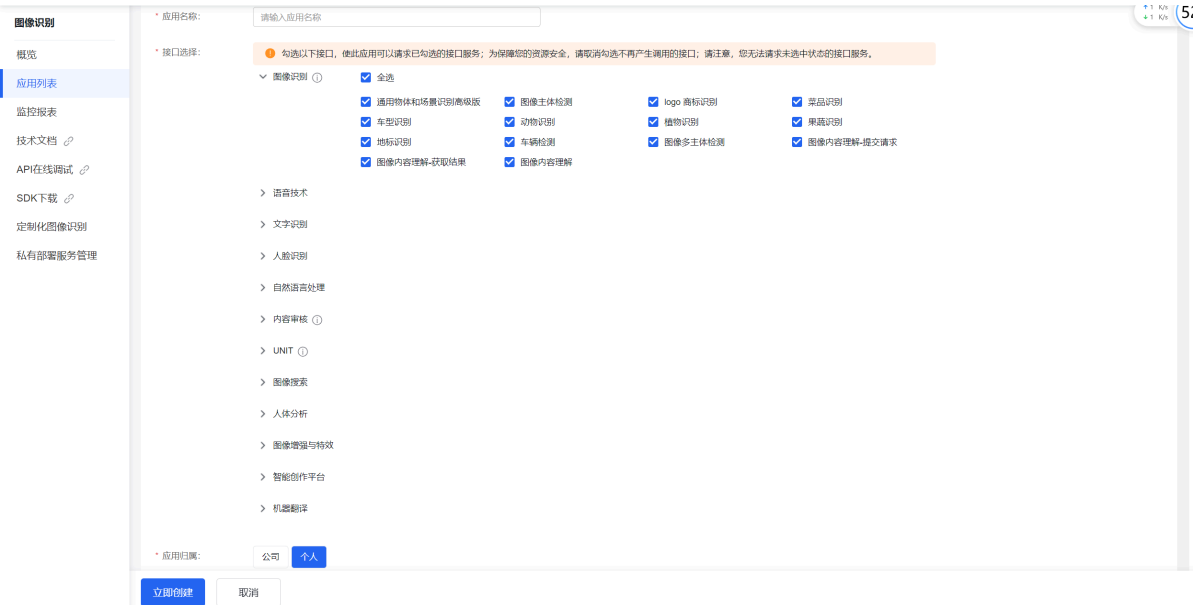 图像识别
概览
应用列表
监控报表
技术文档
API在线调试
SDK下载
定制化图像识别
私有部署服务管理
* 应用名称：
请输入应用名称
* 接口选择：
勾选以下接口，使此应用可以请求已勾选的接口服务；为保障您的资源安全，请取消勾选不再产生调用的接口；请注意，您无法请求未选中状态的接口服务。
图像识别 全选
通用物体和场景识别高级版 图像主体检测 logo 商标识别 菜品识别
车型识别 动物识别 植物识别 果蔬识别
地标识别 车辆检测 图像多主体检测 图像内容理解-提交请求
图像内容理解-获取结果 图像内容理解
语音技术
文字识别
人脸识别
自然语言处理
内容审核
UNIT
图像搜索
人体分析
图像增强与特效
智能创作平台
机器翻译
* 应用归属：
公司 个人
立即创建 取消
↑ 1 K/s
↓ 1 K/s